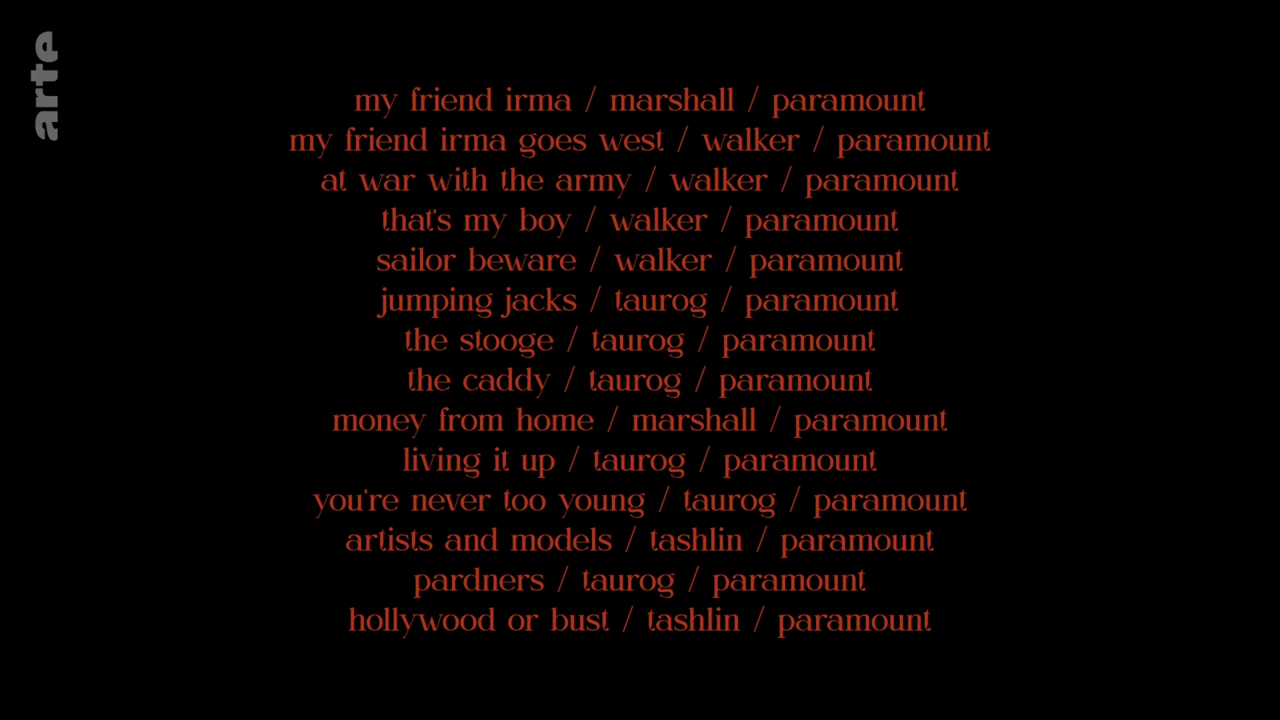 arte
my friend irma / marshall / paramount
my friend irma goes west / walker / paramount
at war with the army / walker / paramount
that's my boy / walker / paramount
sailor beware / walker / paramount
jumping jacks / taurog / paramount
the stooge / taurog / paramount
the caddy / taurog / paramount
money from home / marshall / paramount
living it up / taurog / paramount
you're never too young / taurog / paramount
artists and models / tashlin / paramount
pardners / taurog / paramount
hollywood or bust / tashlin / paramount